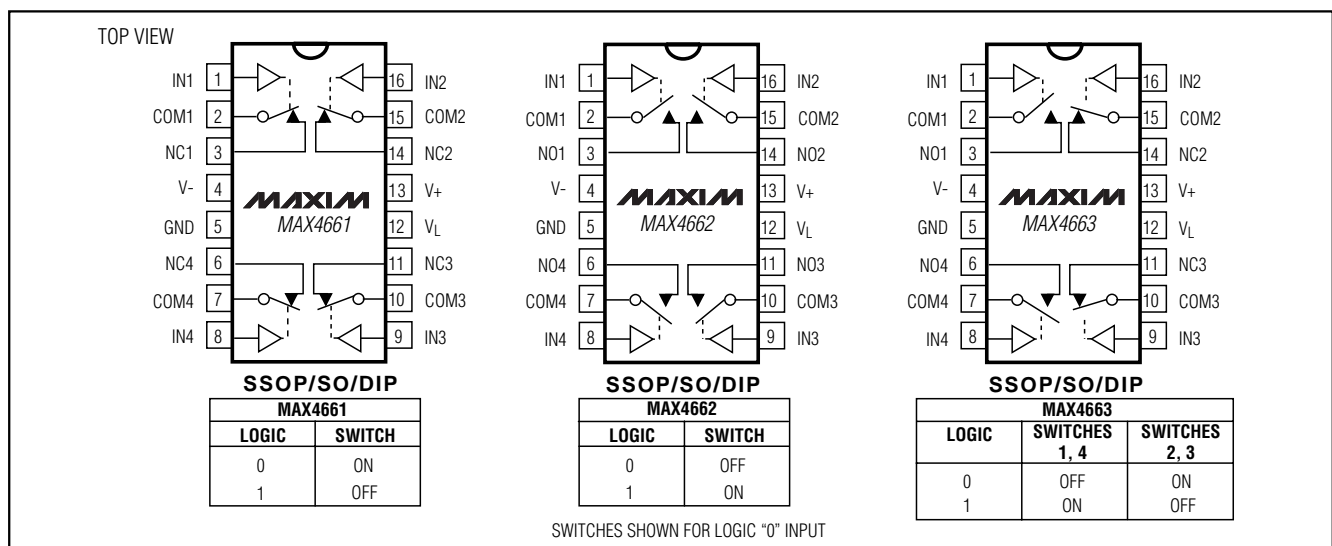 TOP VIEW
IN1 1 16 IN2
COM1 2 15 COM2
NC1 3 14 NC2
V- 4 13 V+
MAXIM
GND 5 MAX4661 12 VL
NC4 6 11 NC3
COM4 7 10 COM3
IN4 8 9 IN3
SSOP/SO/DIP
MAX4661
LOGIC SWITCH
0 ON
1 OFF
IN1 1 16 IN2
COM1 2 15 COM2
NO1 3 14 NO2
V- 4 13 V+
MAXIM
GND 5 MAX4662 12 VL
NO4 6 11 NO3
COM4 7 10 COM3
IN4 8 9 IN3
SSOP/SO/DIP
MAX4662
LOGIC SWITCH
0 OFF
1 ON
IN1 1 16 IN2
COM1 2 15 COM2
NO1 3 14 NC2
V- 4 13 V+
MAXIM
GND 5 MAX4663 12 VL
NO4 6 11 NC3
COM4 7 10 COM3
IN4 8 9 IN3
SSOP/SO/DIP
MAX4663
LOGIC SWITCHES SWITCHES
1, 4 2, 3
0 OFF ON
1 ON OFF
SWITCHES SHOWN FOR LOGIC “0” INPUT